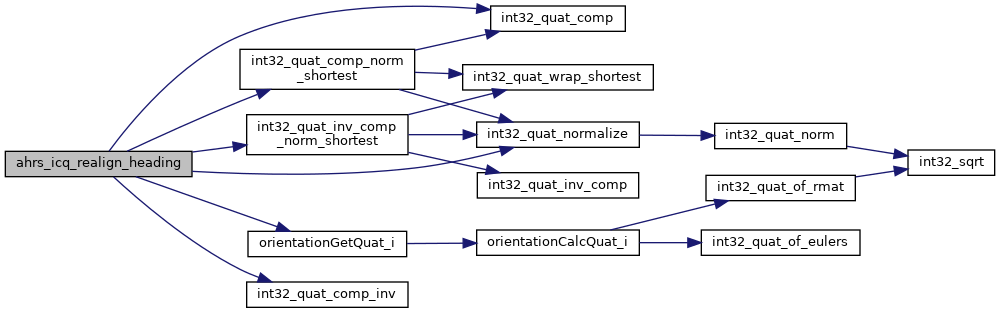 ahrs_icq_realign_heading
int32_quat_comp
int32_quat_comp_norm
_shortest
int32_quat_wrap_shortest
int32_quat_inv_comp
_norm_shortest
int32_quat_normalize
int32_quat_norm
int32_sqrt
int32_quat_inv_comp
int32_quat_of_rmat
orientationGetQuat_i
orientationCalcQuat_i
int32_quat_of_eulers
int32_quat_comp_inv